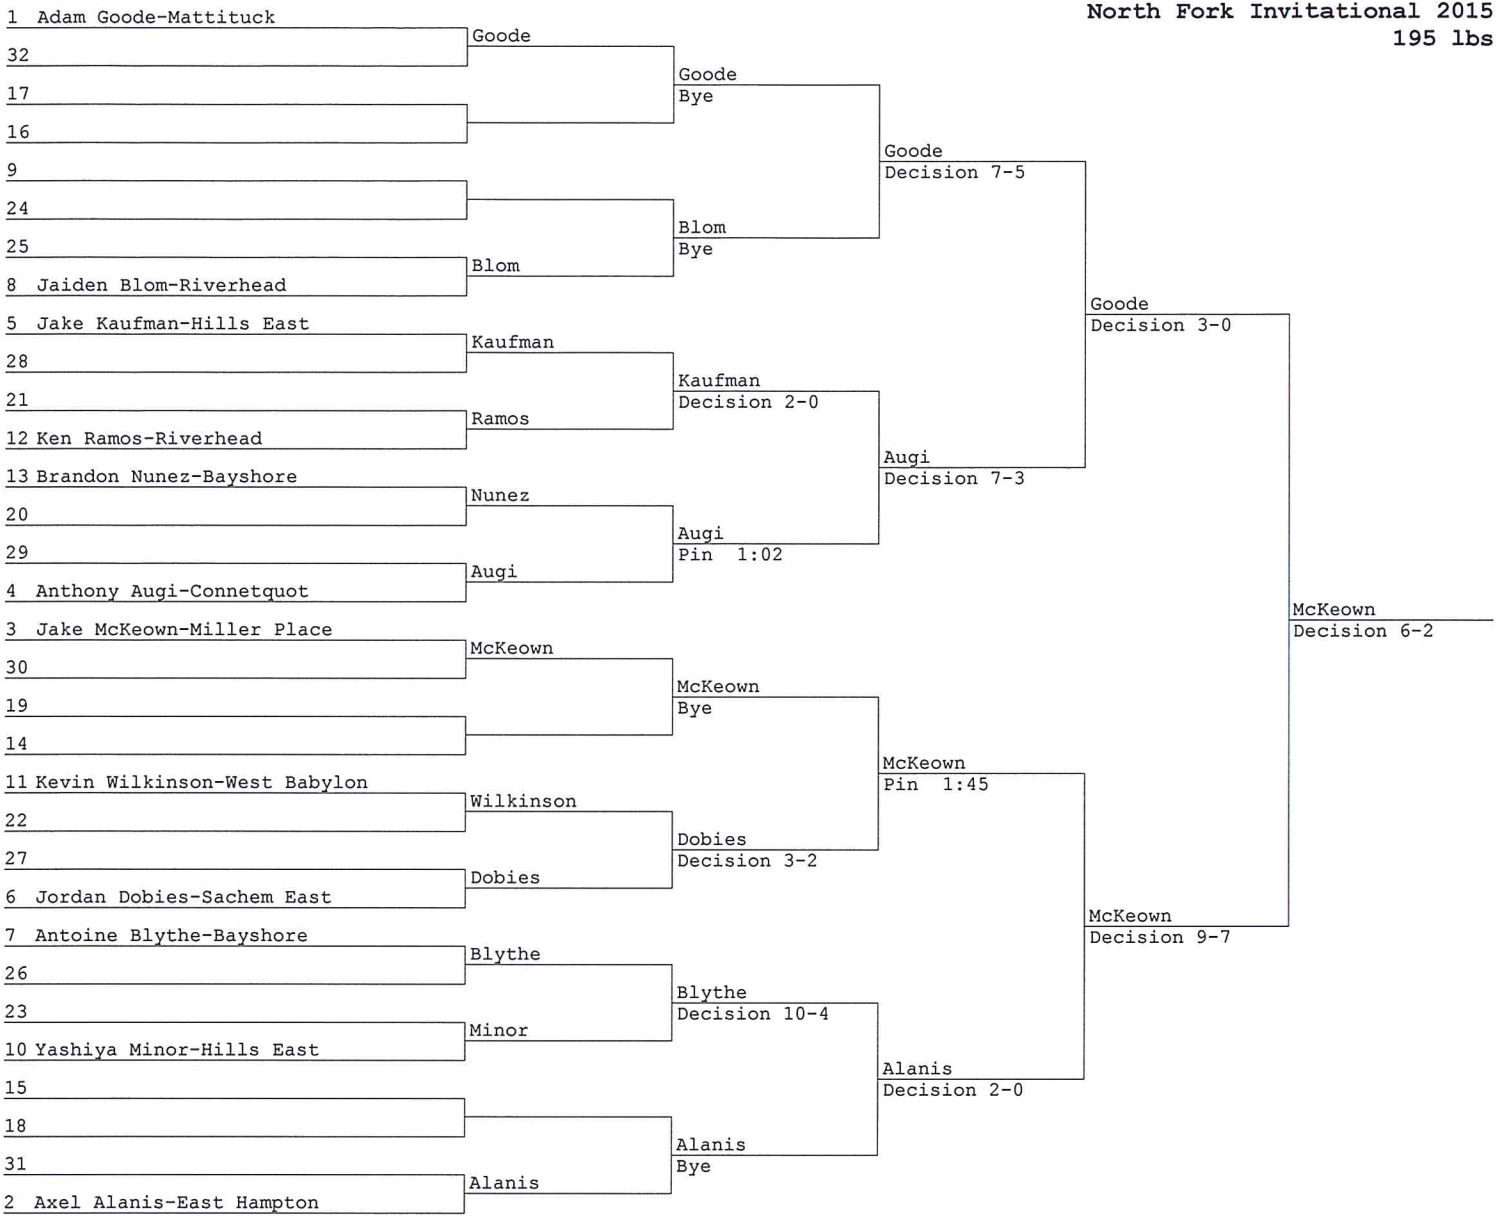 North Fork Invitational 2015
195 lbs
1 Adam Goode-Mattituck
32
17
16
9
24
25
8 Jaiden Blom-Riverhead
5 Jake Kaufman-Hills East
28
21
12 Ken Ramos-Riverhead
13 Brandon Nunez-Bayshore
20
29
4 Anthony Augi-Connetquot
3 Jake McKeown-Miller Place
30
19
14
11 Kevin Wilkinson-West Babylon
22
27
6 Jordan Dobies-Sachem East
7 Antoine Blythe-Bayshore
26
23
10 Yashiya Minor-Hills East
15
18
31
2 Axel Alanis-East Hampton
Goode
Blom
Kaufman
Ramos
Nunez
Augi
McKeown
Wilkinson
Dobies
Blythe
Minor
Alanis
Goode
Bye
Blom
Bye
Kaufman
Decision 2-0
Augi
Pin 1:02
McKeown
Bye
Dobies
Decision 3-2
Blythe
Decision 10-4
Alanis
Bye
Goode
Decision 7-5
Augi
Decision 7-3
McKeown
Pin 1:45
Alanis
Decision 2-0
Goode
Decision 3-0
McKeown
Decision 9-7
McKeown
Decision 6-2